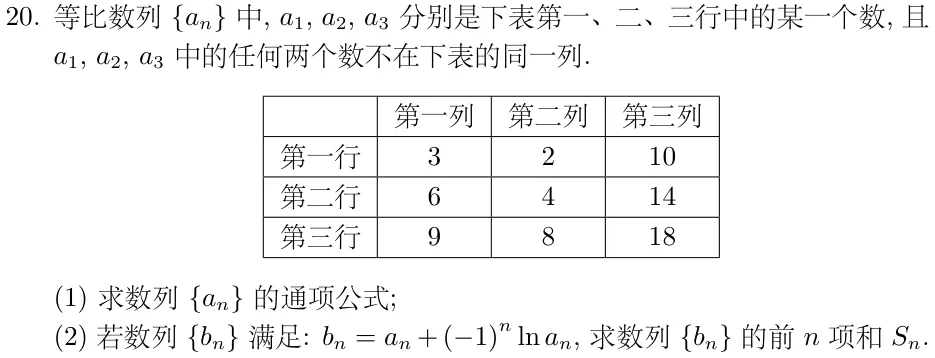 20. 等比数列 {aₙ} 中, a₁, a₂, a₃ 分别是下表第一、二、三行中的某一个数, 且
a₁, a₂, a₃ 中的任何两个数不在下表的同一列.
第一列 第二列 第三列
第一行 3 2 10
第二行 6 4 14
第三行 9 8 18
(1) 求数列 {aₙ} 的通项公式;
(2) 若数列 {bₙ} 满足: bₙ = aₙ + (−1)ⁿ ln aₙ, 求数列 {bₙ} 的前 n 项和 Sₙ.